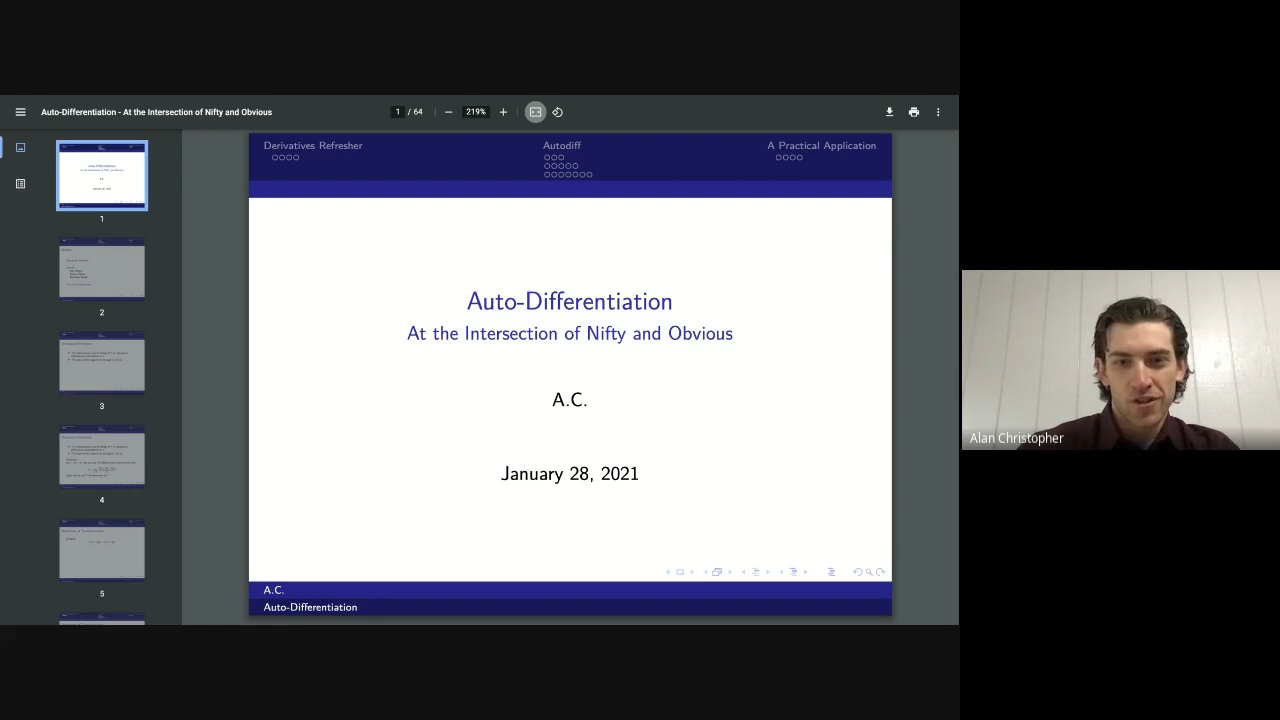 Auto-Differentiation - At the Intersection of Nifty and Obvious
1 / 64
219%
Derivatives Refresher
Autodiff
A Practical Application
Auto-Differentiation
At the Intersection of Nifty and Obvious
A.C.
January 28, 2021
A.C.
Auto-Differentiation
1
2
3
4
5
Alan Christopher